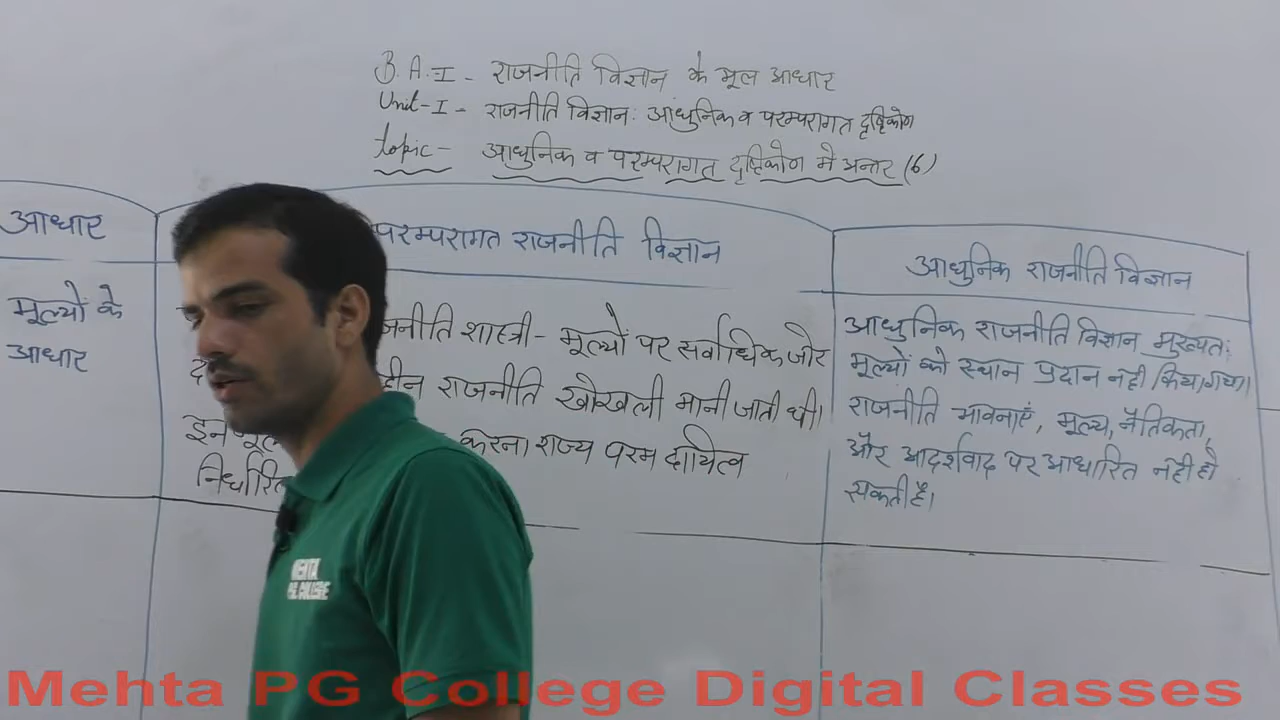 B.A.I - राजनीति विज्ञान के मूल आधार
Unit-I - राजनीति विज्ञान: आधुनिक व परम्परागत दृष्टिकोण
topic - आधुनिक व परम्परागत दृष्टिकोण में अन्तर (6)
आधार
परम्परागत राजनीति विज्ञान
आधुनिक राजनीति विज्ञान
मूल्यों के
आधार
शास्त्री - मूल्यों पर सर्वाधिक जोर
राजनीति खोखली मानी जाती थी।
करना राज्य परम दायित्व
आधुनिक राजनीति विज्ञान मुख्यत:
मूल्यों को स्थान प्रदान नही किया गया।
राजनीति भावनाएं, मूल्य, नैतिकता,
और आदर्शवाद पर आधारित नही हो
सकती है।
MEHTA
PG COLLEGE
Mehta PG College Digital Classes